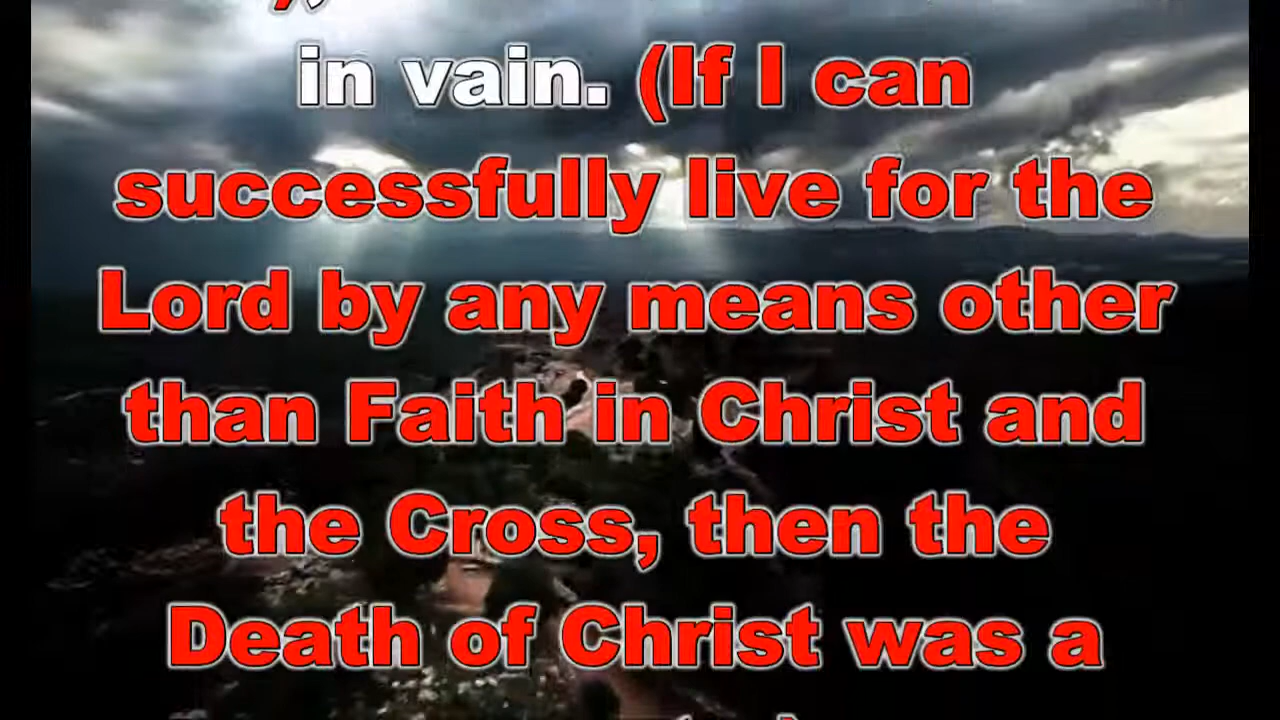 in vain. (If I can
successfully live for the
Lord by any means other
than Faith in Christ and
the Cross, then the
Death of Christ was a